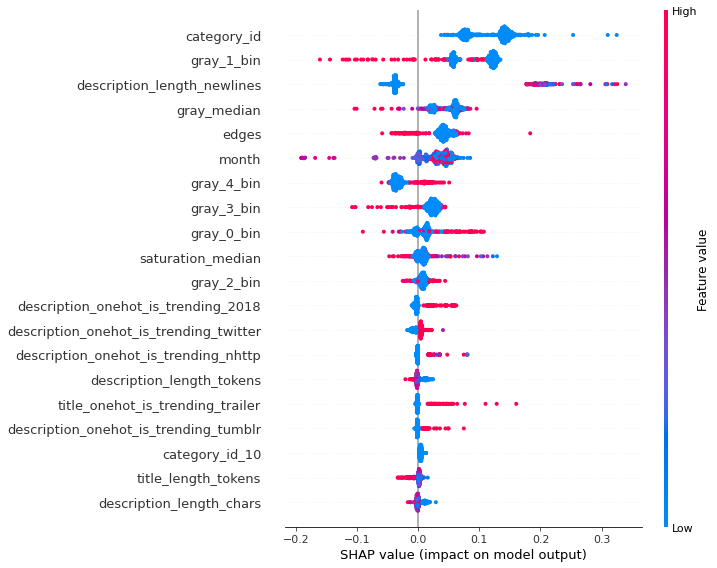 High
category_id
gray_1_bin
description_length_newlines
gray_median
edges
month
gray_4_bin
gray_3_bin
gray_0_bin
saturation_median
gray_2_bin
description_onehot_is_trending_2018
description_onehot_is_trending_twitter
description_onehot_is_trending_nhttp
description_length_tokens
title_onehot_is_trending_trailer
description_onehot_is_trending_tumblr
category_id_10
title_length_tokens
description_length_chars
Feature value
Low
−0.2 −0.1 0.0 0.1 0.2 0.3
SHAP value (impact on model output)